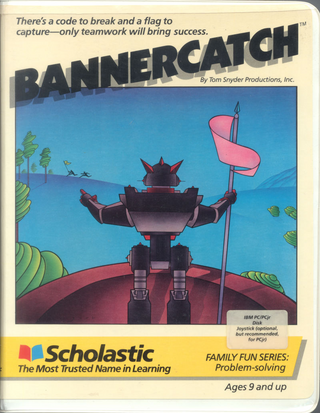 There's a code to break and a flag to
capture—only teamwork will bring success.
BANNERCATCH™
By Tom Snyder Productions, Inc.
IBM PC/PCjr
Disk
Joystick (optional,
but recommended,
for PCjr)
Scholastic
The Most Trusted Name in Learning
FAMILY FUN SERIES:
Problem-solving
Ages 9 and up